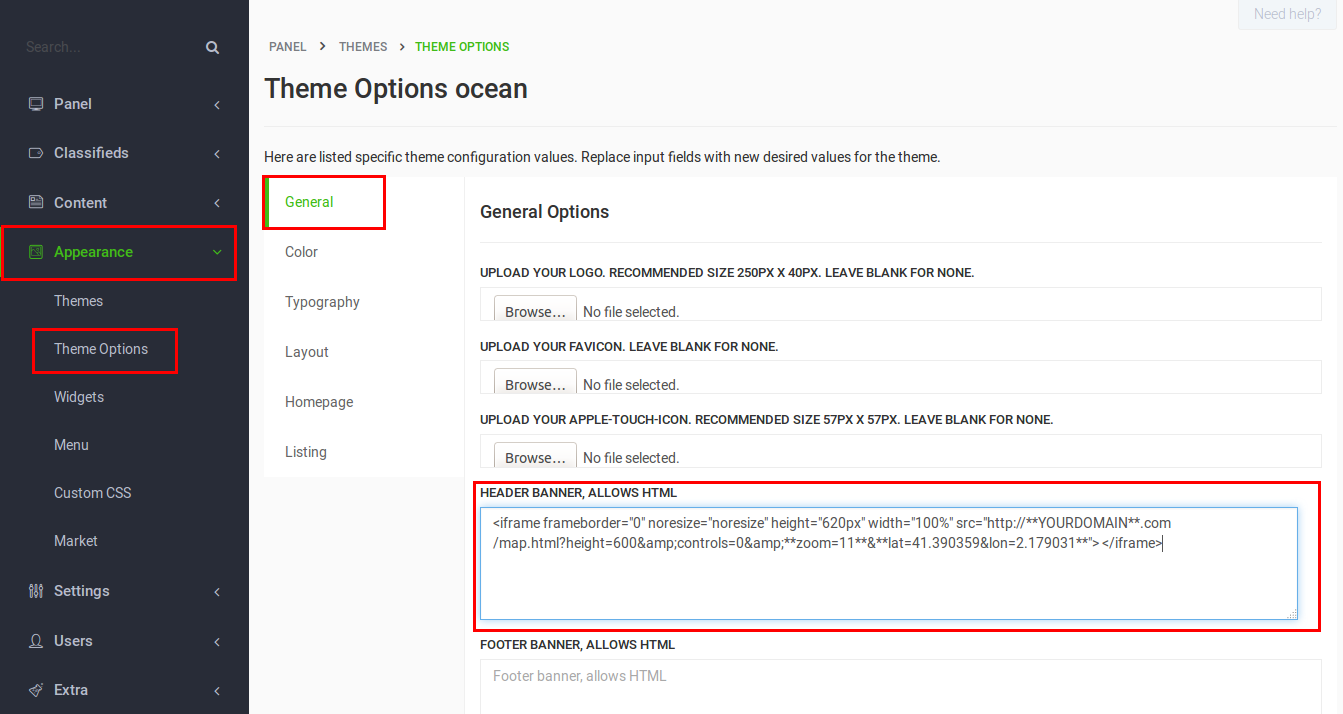 Need help?
Search...
Panel
Classifieds
Content
Appearance
Themes
Theme Options
Widgets
Menu
Custom CSS
Market
Settings
Users
Extra
PANEL > THEMES > THEME OPTIONS
Theme Options ocean
Here are listed specific theme configuration values. Replace input fields with new desired values for the theme.
General
Color
Typography
Layout
Homepage
Listing
General Options
UPLOAD YOUR LOGO. RECOMMENDED SIZE 250PX X 40PX. LEAVE BLANK FOR NONE.
Browse... No file selected.
UPLOAD YOUR FAVICON. LEAVE BLANK FOR NONE.
Browse... No file selected.
UPLOAD YOUR APPLE-TOUCH-ICON. RECOMMENDED SIZE 57PX X 57PX. LEAVE BLANK FOR NONE.
Browse... No file selected.
HEADER BANNER, ALLOWS HTML
<iframe frameborder="0" noresize="noresize" height="620px" width="100%" src="http://**YOURDOMAIN**.com
/map.html?height=600&amp;controls=0&amp;**zoom=11**&**lat=41.390359&lon=2.179031**"> </iframe>
FOOTER BANNER, ALLOWS HTML
Footer banner, allows HTML